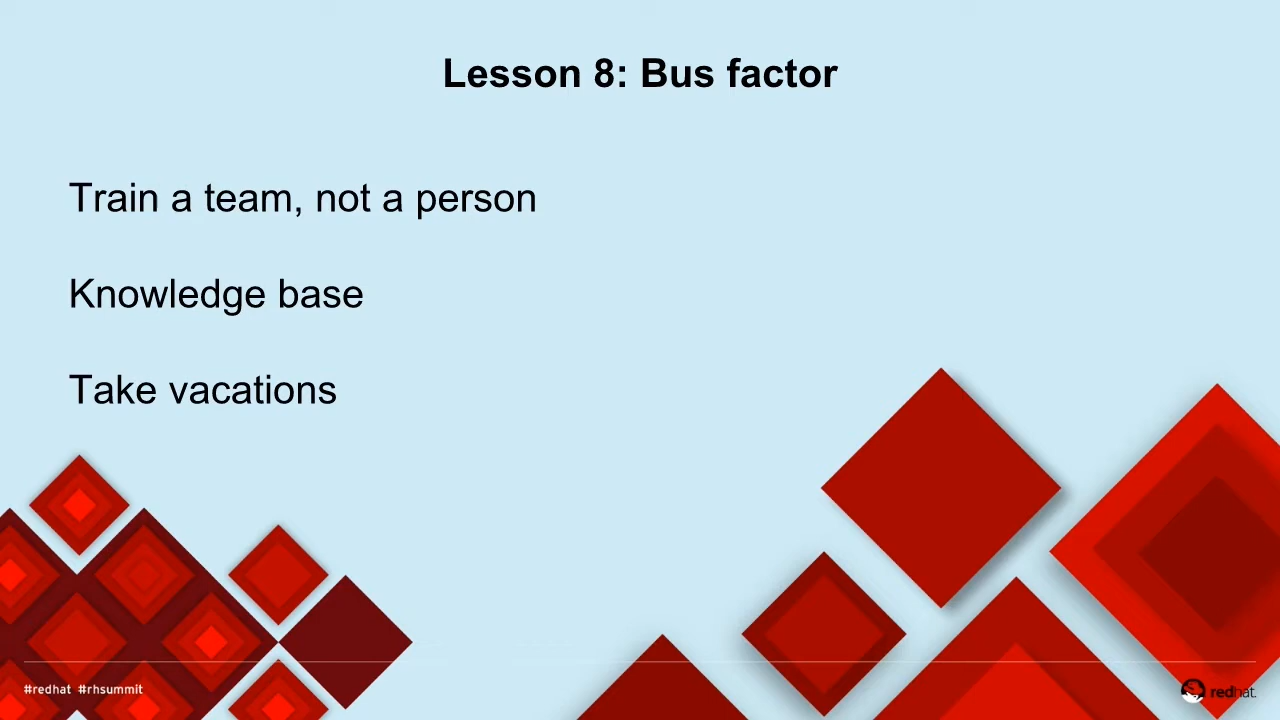 Lesson 8: Bus factor
Train a team, not a person
Knowledge base
Take vacations
#redhat #rhsummit
redhat.